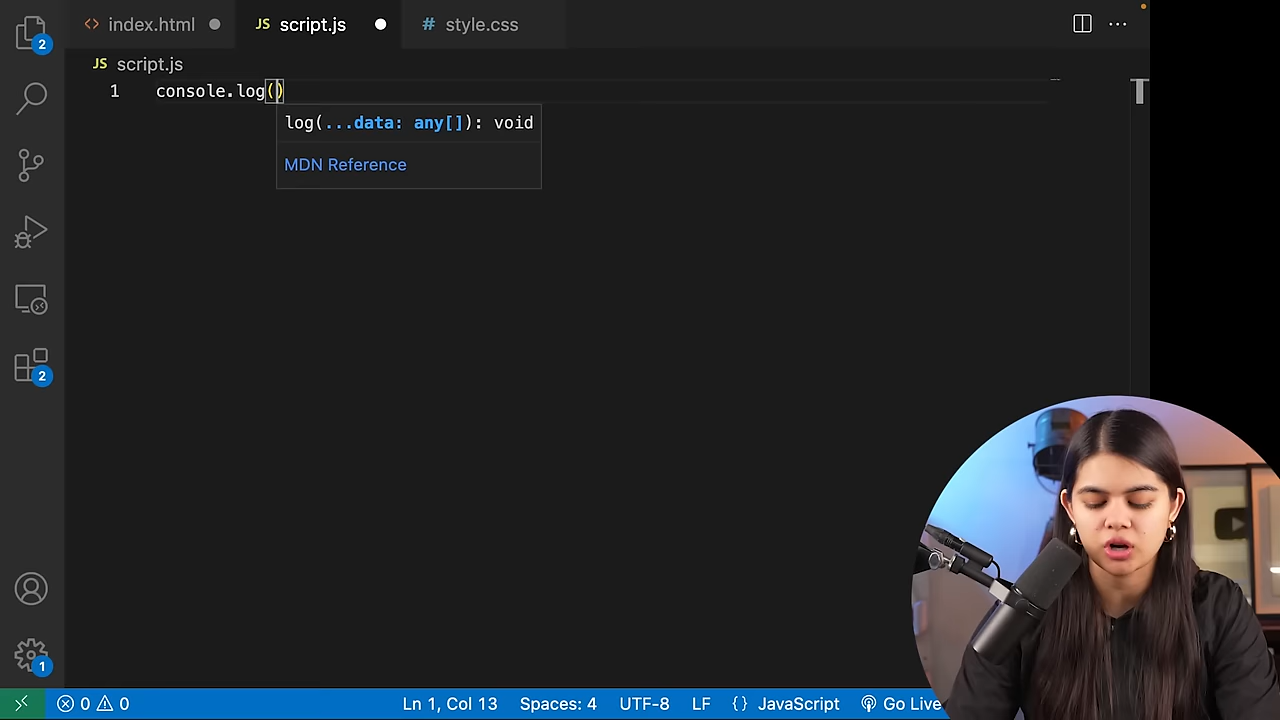 index.html
JS script.js
# style.css
2
JS script.js
1 console.log()
log(...data: any[]): void
MDN Reference
2
1
0 0
Ln 1, Col 13
Spaces: 4
UTF-8
LF
{} JavaScript
Go Live